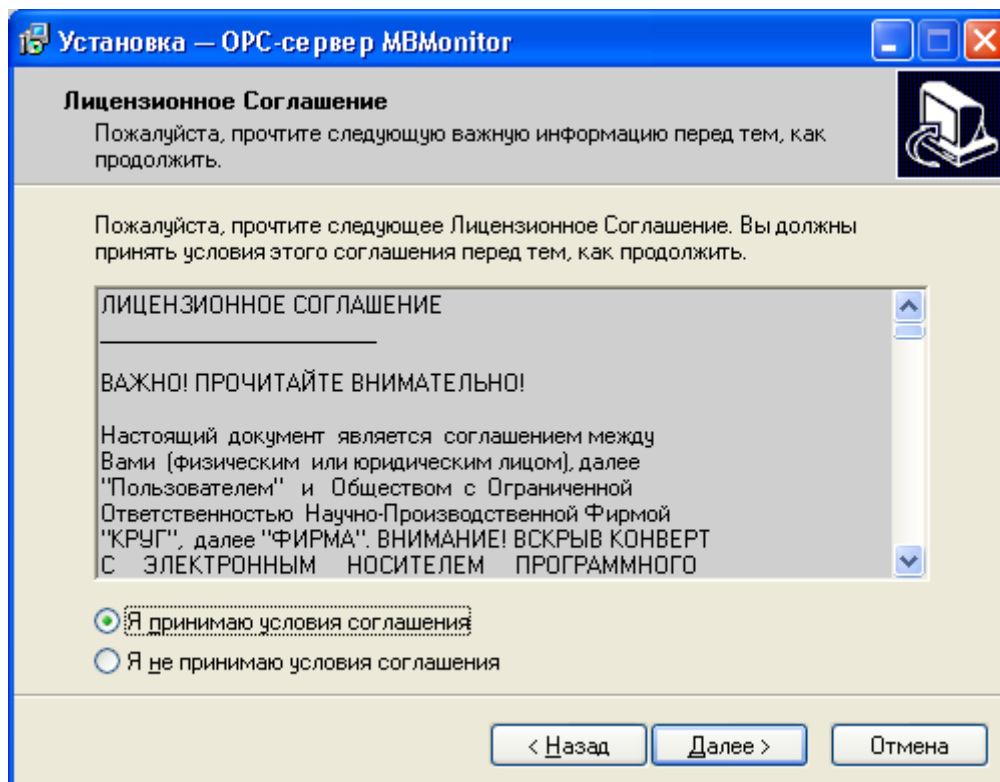 Установка — OPC-сервер MBMonitor
Лицензионное Соглашение
Пожалуйста, прочтите следующую важную информацию перед тем, как
продолжить.
Пожалуйста, прочтите следующее Лицензионное Соглашение. Вы должны
принять условия этого соглашения перед тем, как продолжить.
ЛИЦЕНЗИОННОЕ СОГЛАШЕНИЕ
_______________________
ВАЖНО! ПРОЧИТАЙТЕ ВНИМАТЕЛЬНО!
Настоящий документ является соглашением между
Вами (физическим или юридическим лицом), далее
"Пользователем" и Обществом с Ограниченной
Ответственностью Научно-Производственной Фирмой
"КРУГ", далее "ФИРМА". ВНИМАНИЕ! ВСКРЫВ КОНВЕРТ
С ЭЛЕКТРОННЫМ НОСИТЕЛЕМ ПРОГРАММНОГО
Я принимаю условия соглашения
Я не принимаю условия соглашения
< Назад Далее > Отмена